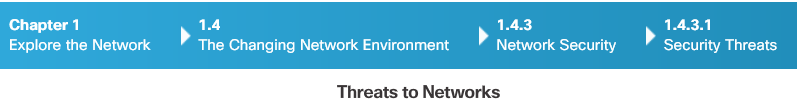 Chapter 1
Explore the Network
1.4
The Changing Network Environment
1.4.3
Network Security
1.4.3.1
Security Threats
Threats to Networks